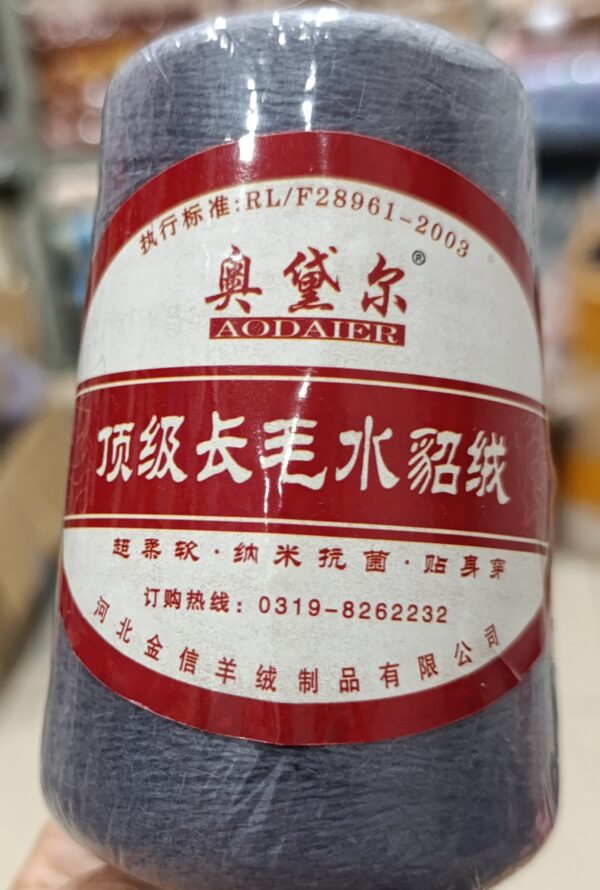 执行标准:RL/F28961-2003
奥黛尔®
AODAIER
顶级长毛水貂绒
超柔软·纳米抗菌·贴身穿
订购热线：0319-8262232
河北金信羊绒制品有限公司